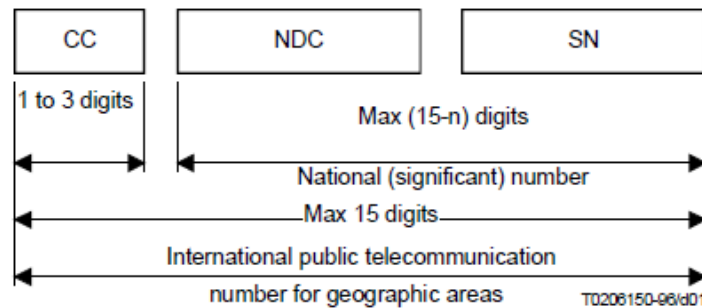 CC NDC SN
1 to 3 digits
Max (15-n) digits
National (significant) number
Max 15 digits
International public telecommunication
number for geographic areas
T0206150-96/d01